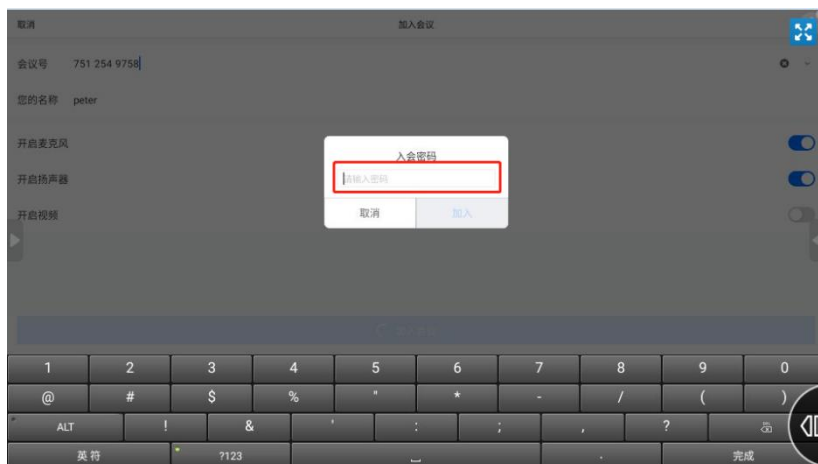 取消 加入会议
会议号 751 254 9758
您的名称 peter
开启麦克风
入会密码
开启扬声器
请输入密码
开启视频
取消 加入
1 2 3 4 5 6 7 8 9 0
@ # $ % " * - / ( )
ALT ! & ' : ; , ?
英符 ?123 . 完成